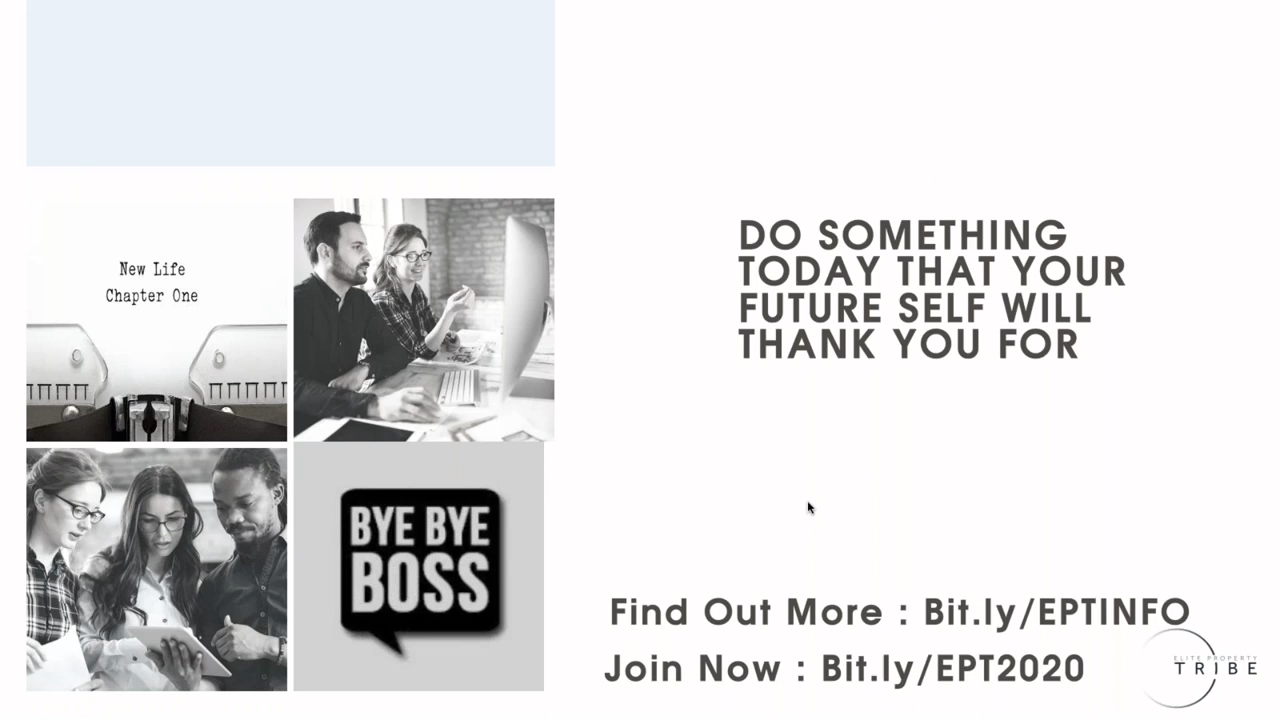 New Life
Chapter One
BYE BYE
BOSS
DO SOMETHING
TODAY THAT YOUR
FUTURE SELF WILL
THANK YOU FOR
Find Out More : Bit.ly/EPTINFO
Join Now : Bit.ly/EPT2020
ELITE PROPERTY
TRIBE